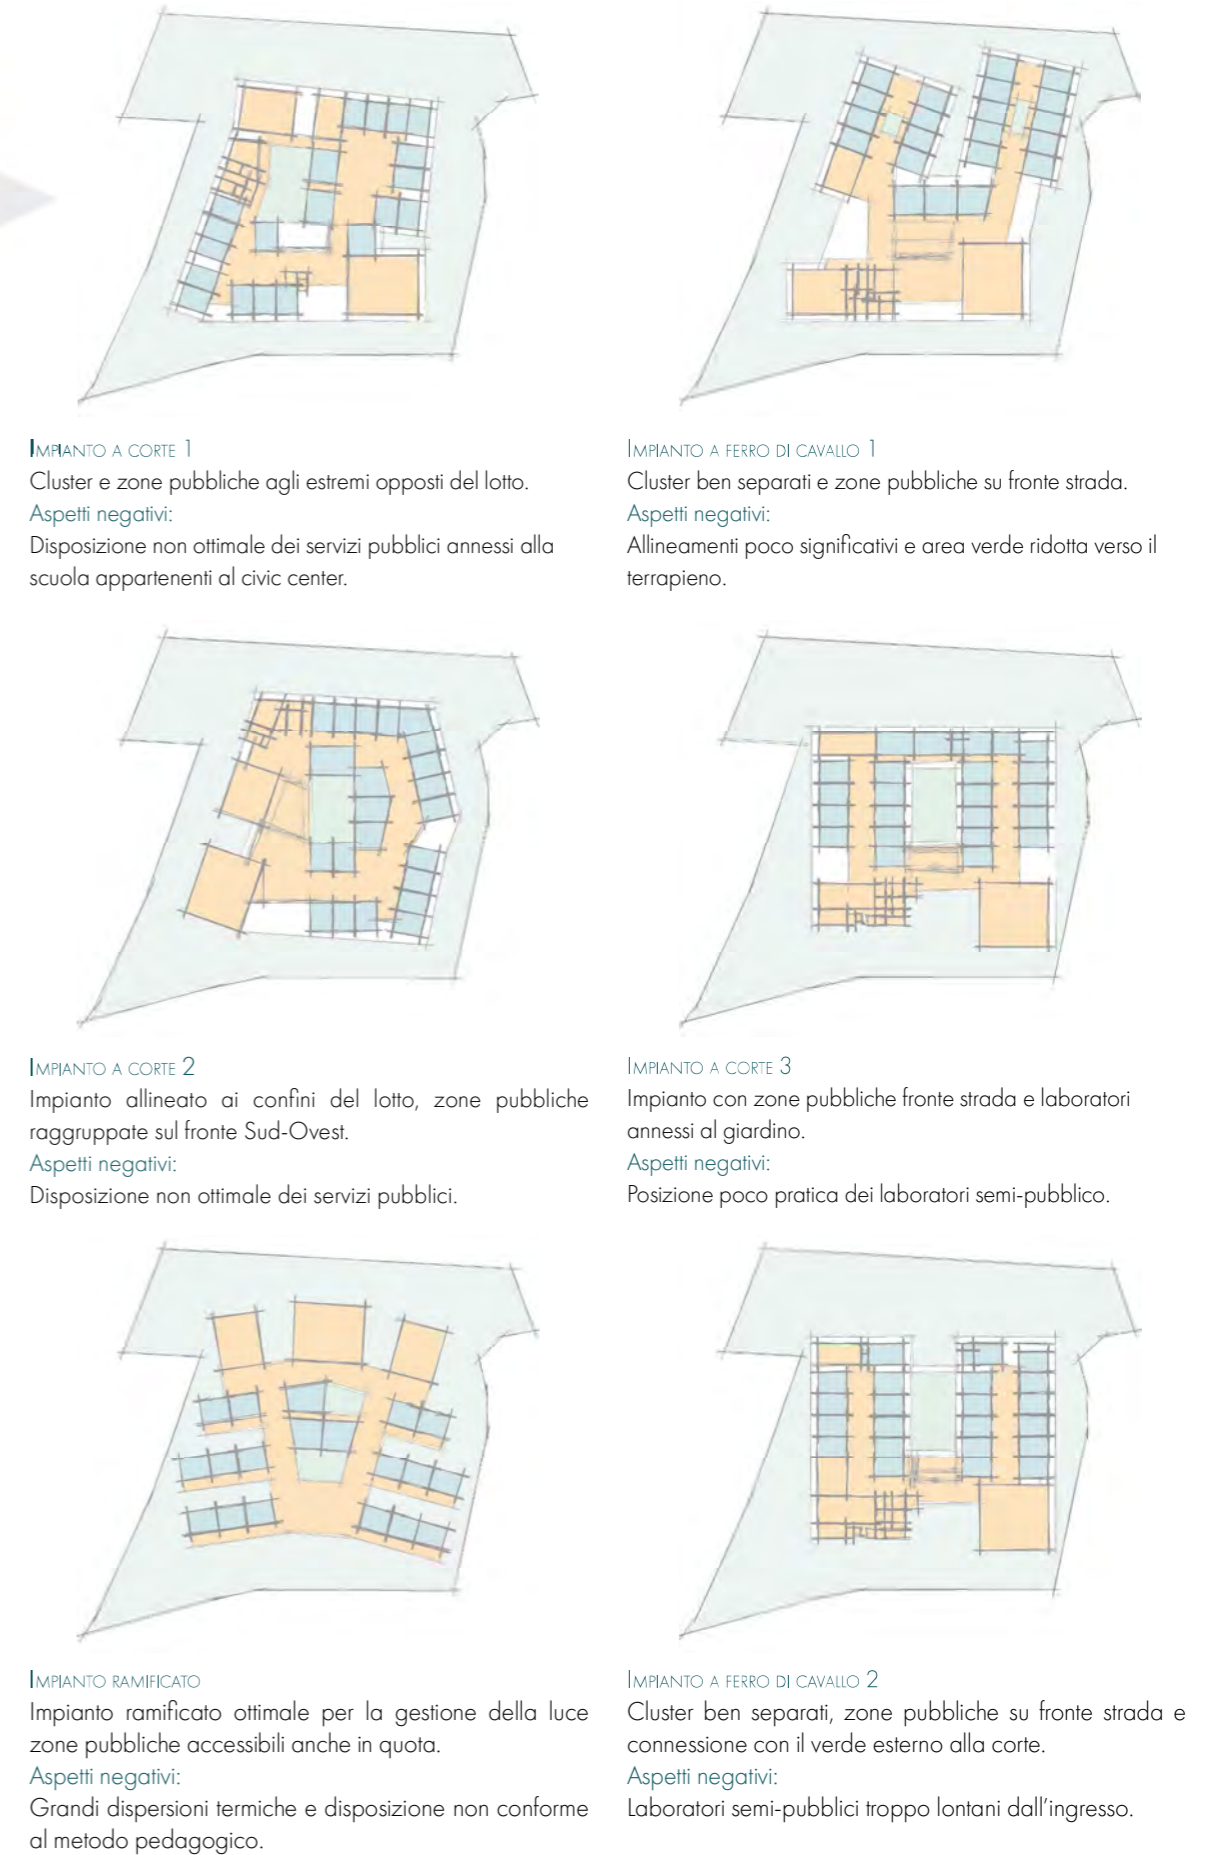 Impianto a corte 1
Cluster e zone pubbliche agli estremi opposti del lotto.
Aspetti negativi:
Disposizione non ottimale dei servizi pubblici annessi alla
scuola appartenenti al civic center.
Impianto a ferro di cavallo 1
Cluster ben separati e zone pubbliche su fronte strada.
Aspetti negativi:
Allineamenti poco significativi e area verde ridotta verso il
terrapieno.
Impianto a corte 2
Impianto allineato ai confini del lotto, zone pubbliche
raggruppate sul fronte Sud-Ovest.
Aspetti negativi:
Disposizione non ottimale dei servizi pubblici.
Impianto a corte 3
Impianto con zone pubbliche fronte strada e laboratori
annessi al giardino.
Aspetti negativi:
Posizione poco pratica dei laboratori semi-pubblico.
Impianto ramificato
Impianto ramificato ottimale per la gestione della luce
zone pubbliche accessibili anche in quota.
Aspetti negativi:
Grandi dispersioni termiche e disposizione non conforme
al metodo pedagogico.
Impianto a ferro di cavallo 2
Cluster ben separati, zone pubbliche su fronte strada e
connessione con il verde esterno alla corte.
Aspetti negativi:
Laboratori semi-pubblici troppo lontani dall'ingresso.